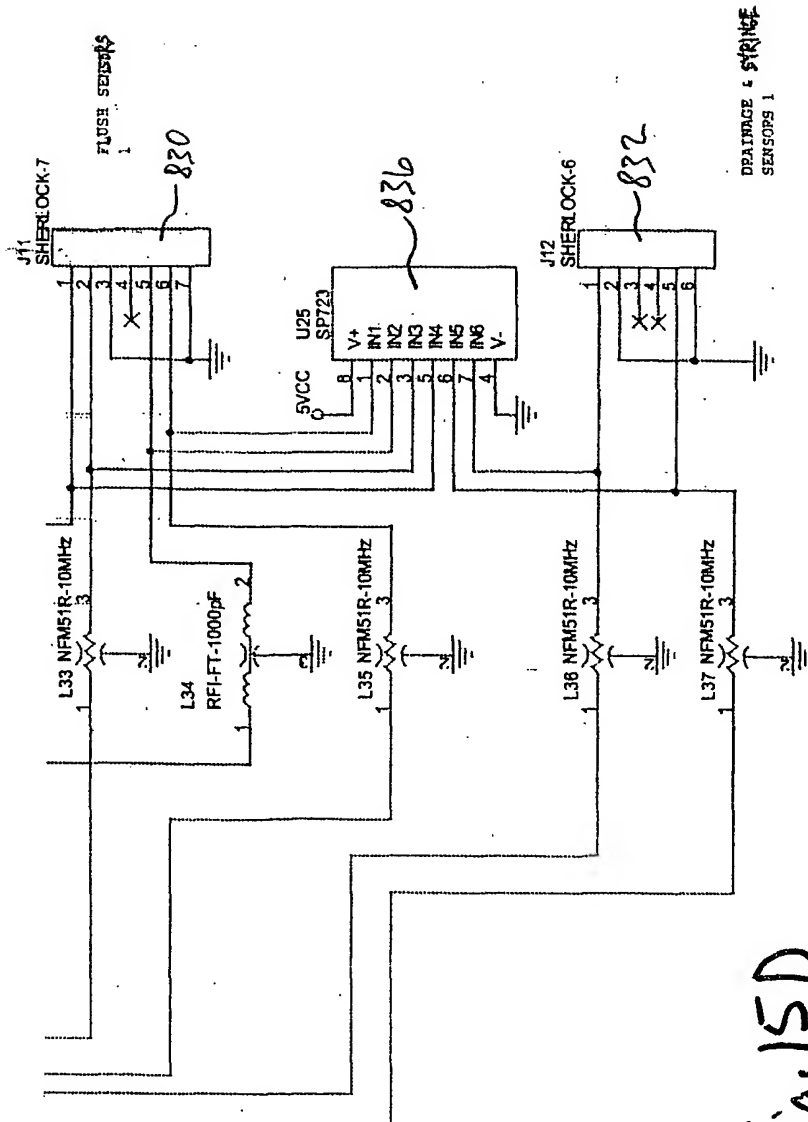 J11
SHERLOCK-7
FLUSH SENSORS
1
830
1
2
3
4
5
6
7
U25
SP723
836
5VCC
8 V+
1 IN1
2 IN2
3 IN3
5 IN4
6 IN5
7 IN6
4 V-
J12
SHERLOCK-6
832
1
2
3
4
5
6
DRAINAGE & SYRINGE
SENSORS 1
L33 NFM51R-10MHz
1
3
2
L34
RFI-FT-1000pF
1
2
3
L35 NFM51R-10MHz
1
3
2
L36 NFM51R-10MHz
1
3
2
L37 NFM51R-10MHz
1
3
2
15D